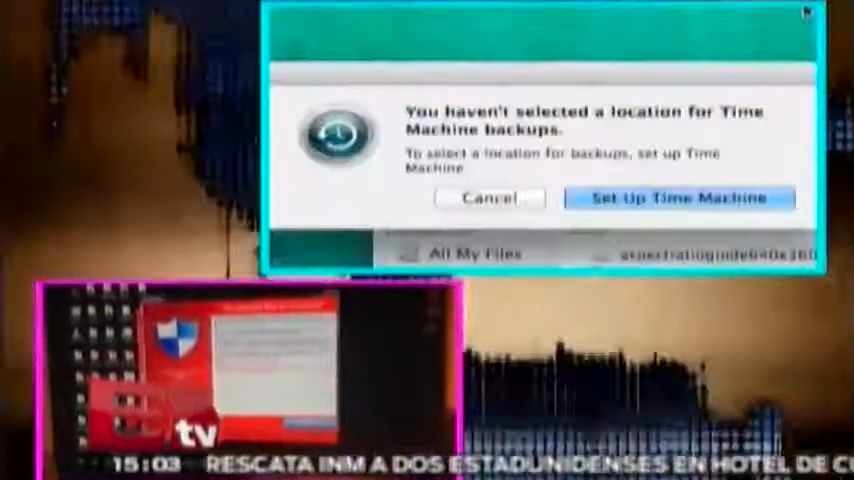 You haven't selected a location for Time
Machine backups.
To select a location for backups, set up Time
Machine
Cancel
Set Up Time Machine
All My Files
tv
15:03 RESCATA INM A DOS ESTADUNIDENSES EN HOTEL DE